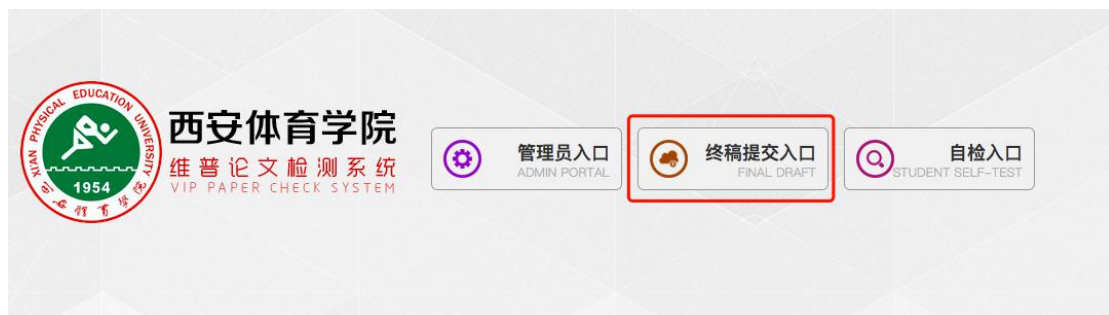 XI'AN PHYSICAL EDUCATION UNIVERSITY
1954
西安体育学院
西安体育学院
维普论文检测系统
VIP PAPER CHECK SYSTEM
管理员入口
ADMIN PORTAL
终稿提交入口
FINAL DRAFT
自检入口
STUDENT SELF-TEST